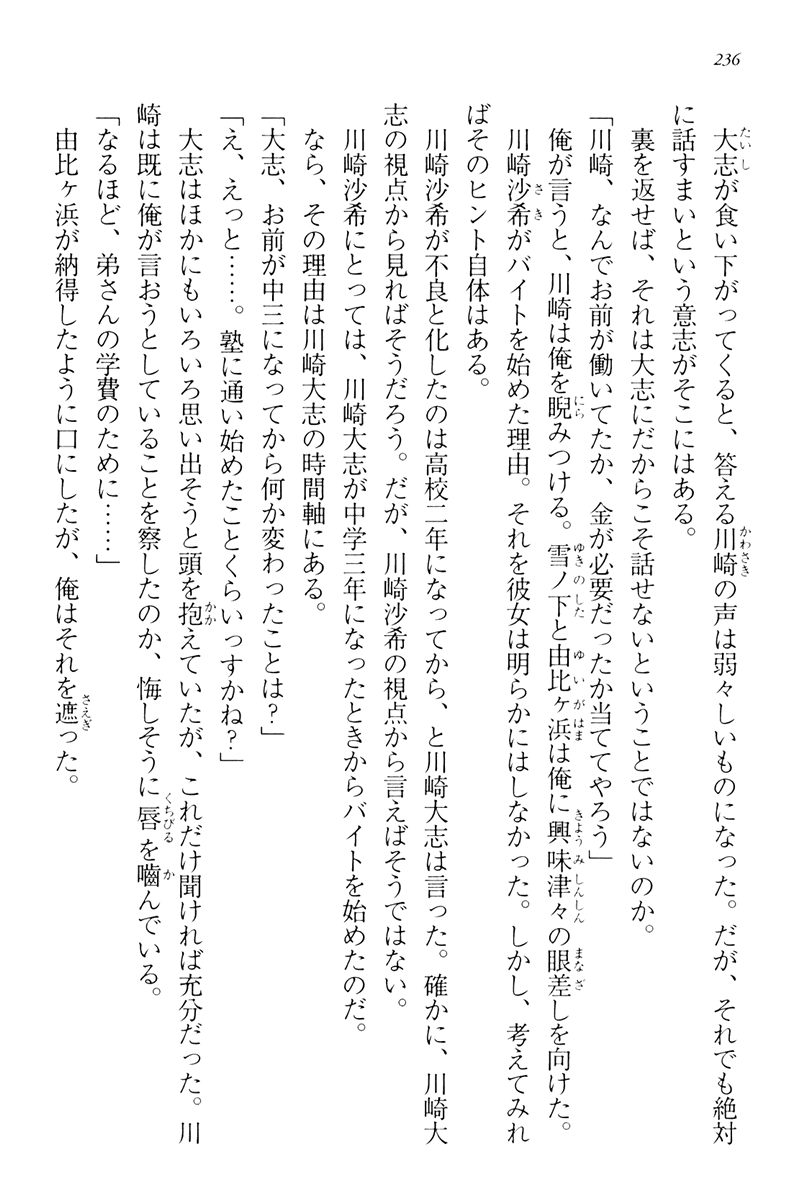 236
大志が食い下がってくると、答える川崎の声は弱々しいものになった。だが、それでも絶対
に話すまいという意志がそこにはある。
裏を返せば、それは大志にだからこそ話せないということではないのか。
「川崎、なんでお前が働いてたか、金が必要だったか当ててやろう」
俺が言うと、川崎は俺を睨みつける。雪ノ下と由比ヶ浜は俺に興味津々の眼差しを向けた。
川崎沙希がバイトを始めた理由。それを彼女は明らかにはしなかった。しかし、考えてみれ
ばそのヒント自体はある。
川崎沙希が不良と化したのは高校二年になってから、と川崎大志は言った。確かに、川崎大
志の視点から見ればそうだろう。だが、川崎沙希の視点から言えばそうではない。
川崎沙希にとっては、川崎大志が中学三年になったときからバイトを始めたのだ。
なら、その理由は川崎大志の時間軸にある。
「大志、お前が中三になってから何か変わったことは？」
「え、えっと……。塾に通い始めたことくらいっすかね？」
大志はほかにもいろいろ思い出そうと頭を抱えていたが、これだけ聞ければ充分だった。川
崎は既に俺が言おうとしていることを察したのか、悔しそうに唇を嚙んでいる。
「なるほど、弟さんの学費のために……」
由比ヶ浜が納得したように口にしたが、俺はそれを遮った。